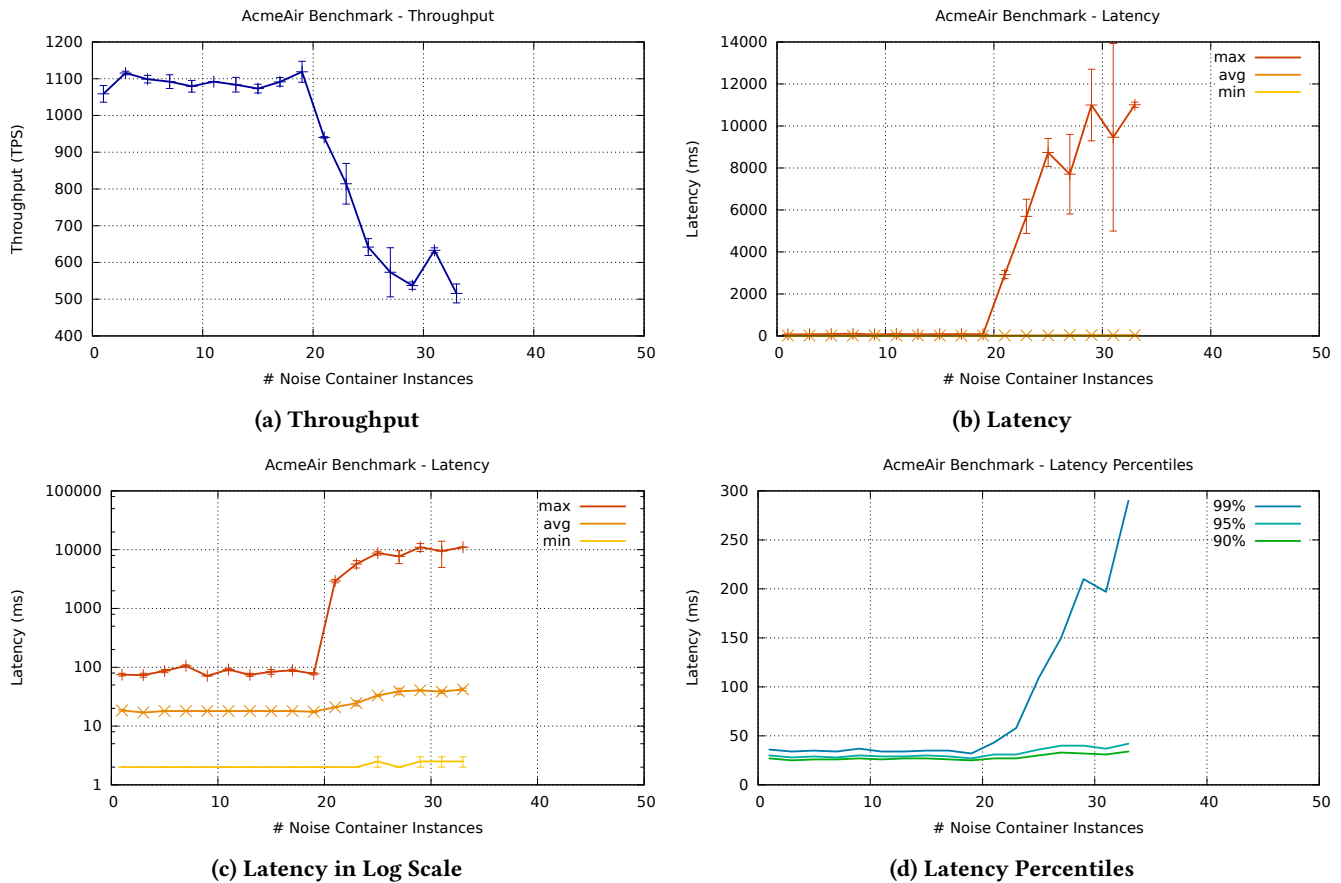 AcmeAir Benchmark - Throughput
1200
1100
1000
900
800
700
600
500
400
Throughput (TPS)
0 10 20 30 40 50
# Noise Container Instances
(a) Throughput
AcmeAir Benchmark - Latency
14000
12000
10000
8000
6000
4000
2000
0
Latency (ms)
max
avg
min
0 10 20 30 40 50
# Noise Container Instances
(b) Latency
AcmeAir Benchmark - Latency
100000
10000
1000
100
10
1
Latency (ms)
max
avg
min
0 10 20 30 40 50
# Noise Container Instances
(c) Latency in Log Scale
AcmeAir Benchmark - Latency Percentiles
300
250
200
150
100
50
0
Latency (ms)
99%
95%
90%
0 10 20 30 40 50
# Noise Container Instances
(d) Latency Percentiles